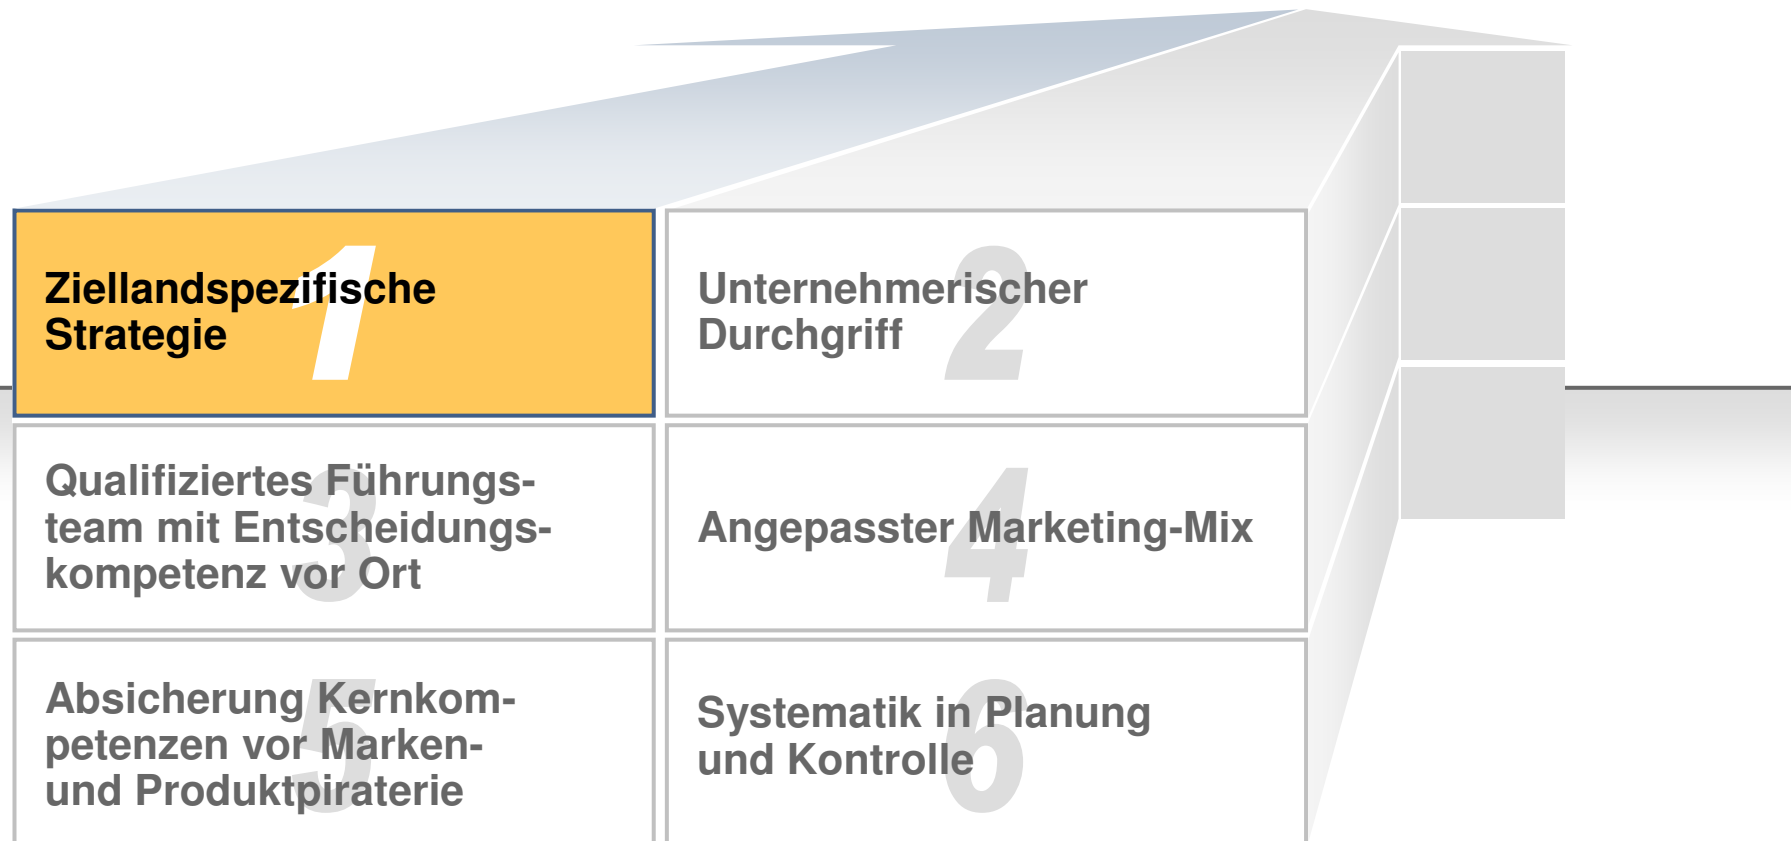 1
Ziellandspezifische
Strategie
2
Unternehmerischer
Durchgriff
3
Qualifiziertes Führungs-
team mit Entscheidungs-
kompetenz vor Ort
4
Angepasster Marketing-Mix
5
Absicherung Kernkom-
petenzen vor Marken-
und Produktpiraterie
6
Systematik in Planung
und Kontrolle